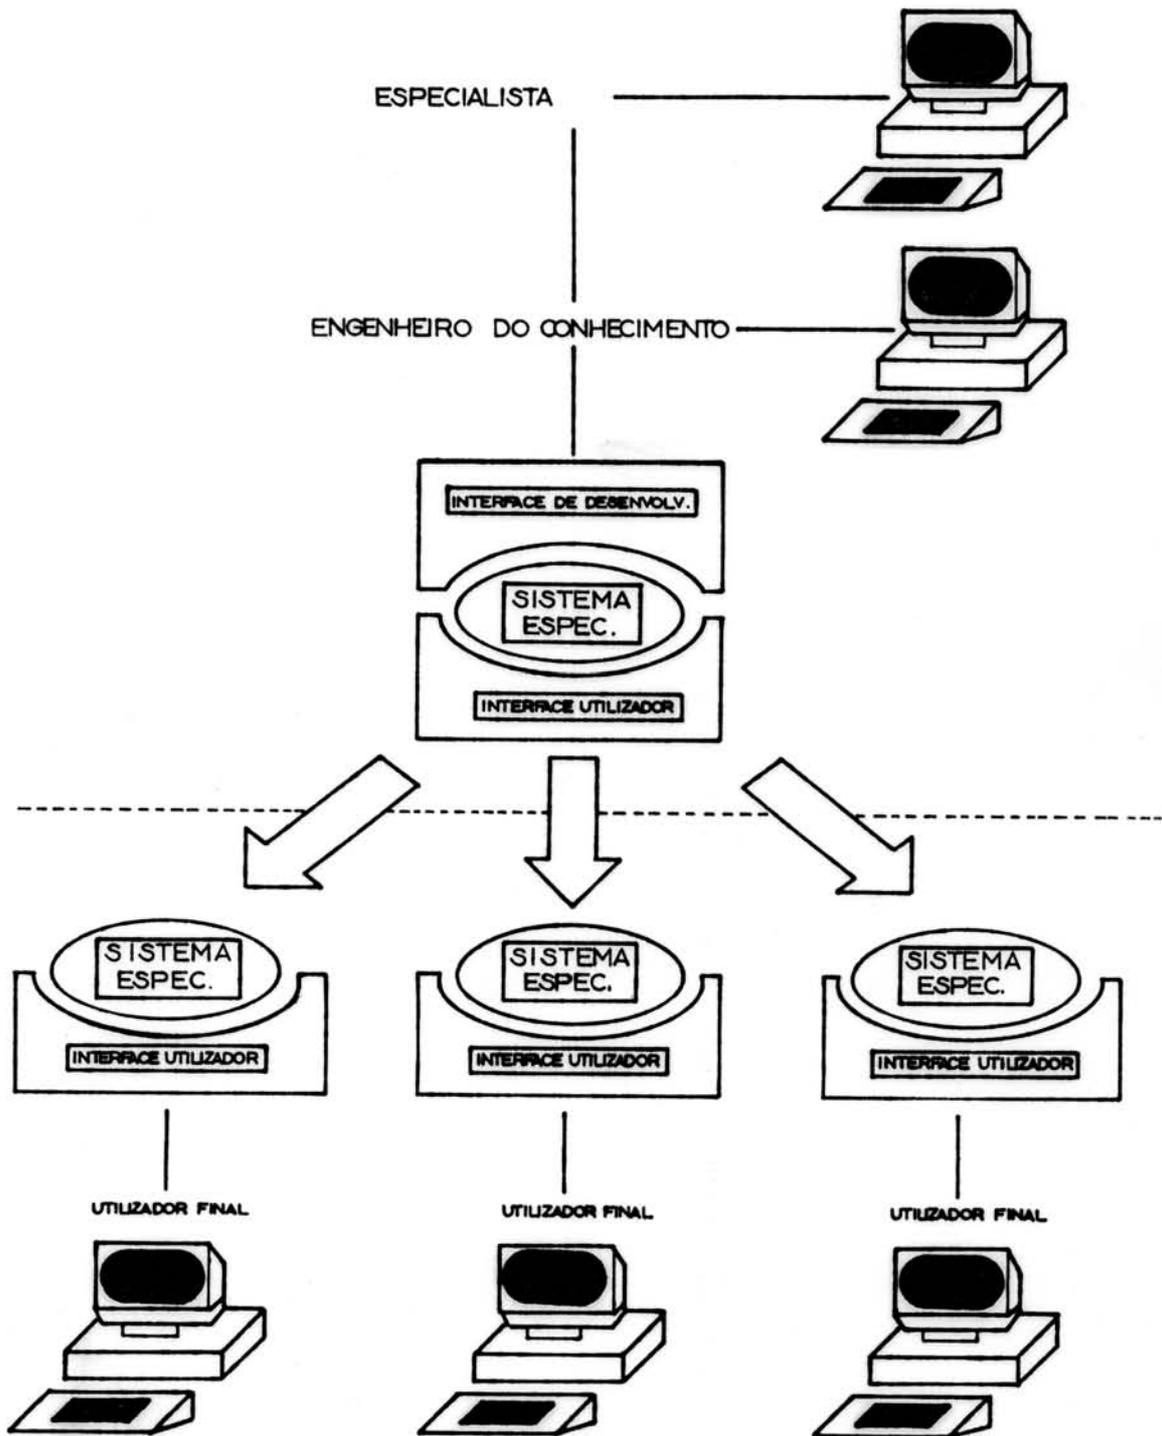 ESPECIALISTA
ENGENHEIRO DO CONHECIMENTO
INTERFACE DE DESENVOLV.
SISTEMA
ESPEC.
INTERFACE UTILIZADOR
SISTEMA
ESPEC.
INTERFACE UTILIZADOR
UTILIZADOR FINAL
SISTEMA
ESPEC.
INTERFACE UTILIZADOR
UTILIZADOR FINAL
SISTEMA
ESPEC.
INTERFACE UTILIZADOR
UTILIZADOR FINAL